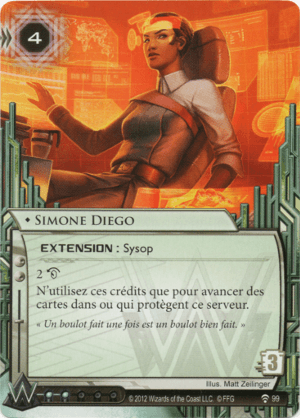 4
• SIMONE DIEGO
EXTENSION : Sysop
2
N'utilisez ces crédits que pour avancer des
cartes dans ou qui protègent ce serveur.
« Un boulot fait une fois est un boulot bien fait. »
3
Illus. Matt Zeilinger
© 2012 Wizards of the Coast LLC. © FFG 99